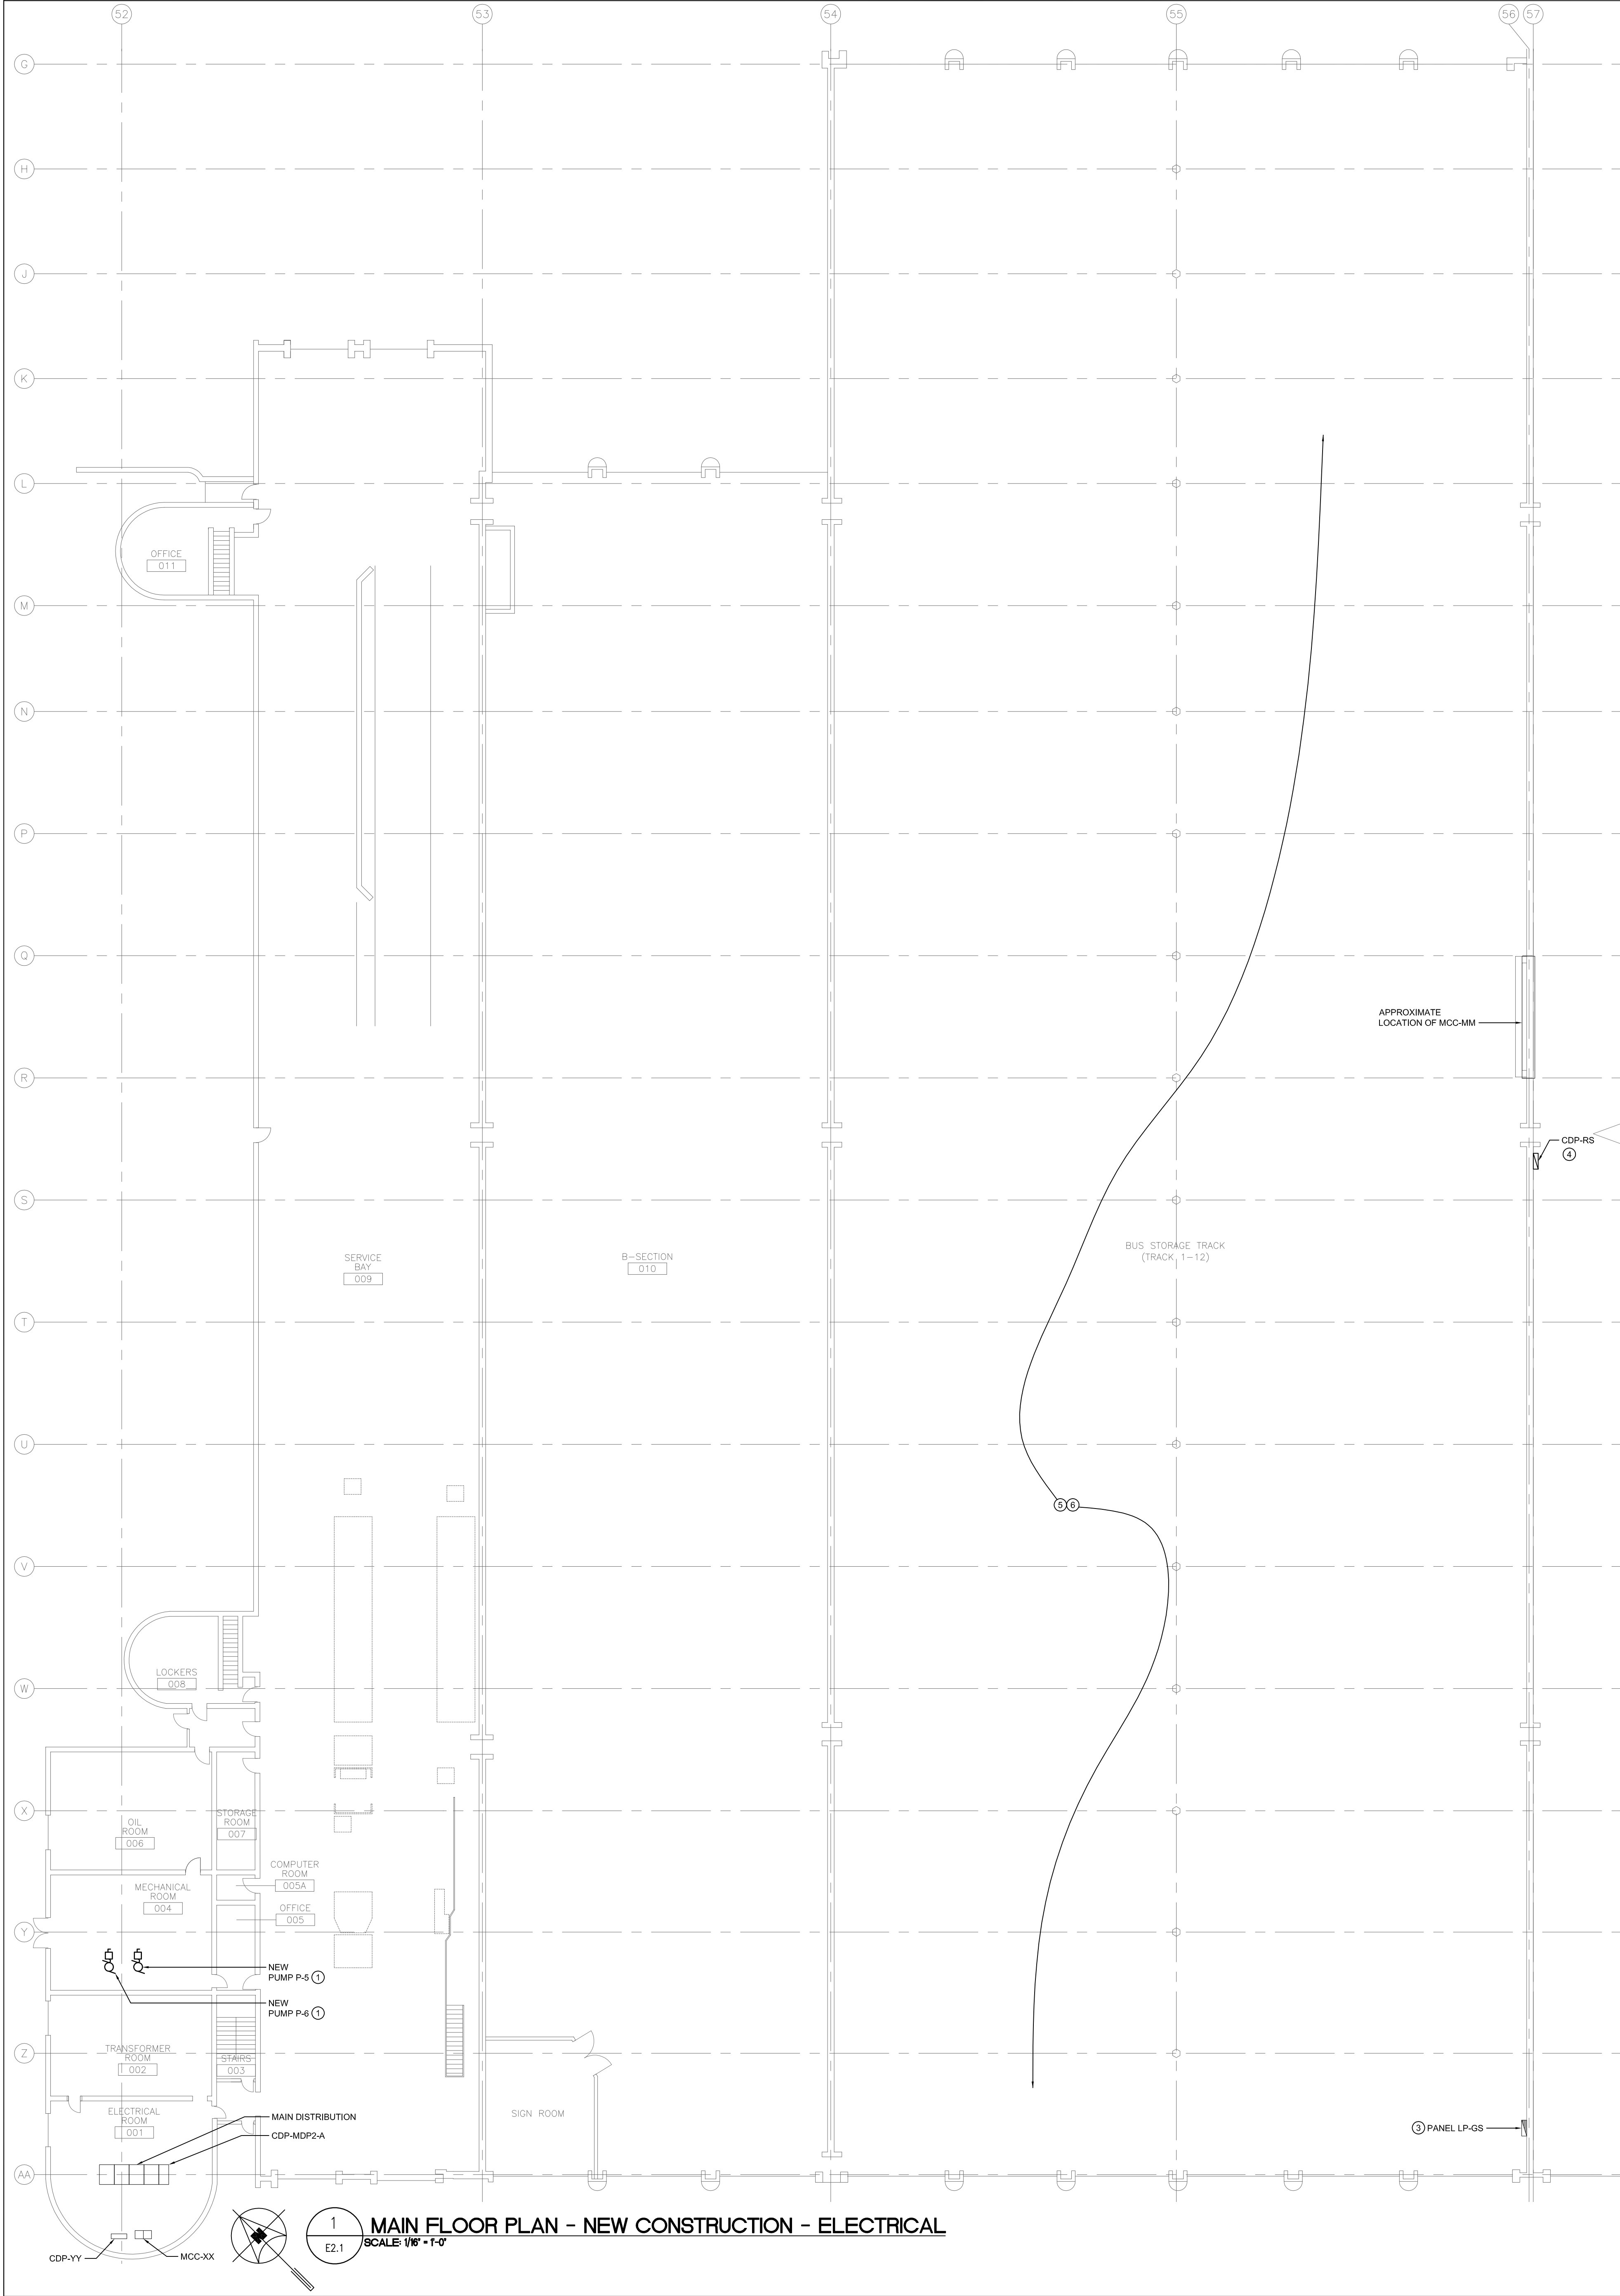 52
53
54
55
56
57
G
H
J
K
L
OFFICE
011
M
N
P
Q
APPROXIMATE
LOCATION OF MCC-MM
R
CDP-RS
4
S
SERVICE
BAY
009
B-SECTION
010
BUS STORAGE TRACK
(TRACK 1-12)
T
U
5
6
V
LOCKERS
008
W
X
OIL
ROOM
006
STORAGE
ROOM
007
COMPUTER
ROOM
005A
MECHANICAL
ROOM
004
OFFICE
005
Y
NEW
PUMP P-5 1
NEW
PUMP P-6 1
Z
TRANSFORMER
ROOM
002
STAIRS
003
ELECTRICAL
ROOM
001
MAIN DISTRIBUTION
CDP-MDP2-A
SIGN ROOM
3 PANEL LP-GS
AA
CDP-YY
MCC-XX
1
E2.1
MAIN FLOOR PLAN - NEW CONSTRUCTION - ELECTRICAL
SCALE: 1/16" = 1'-0"